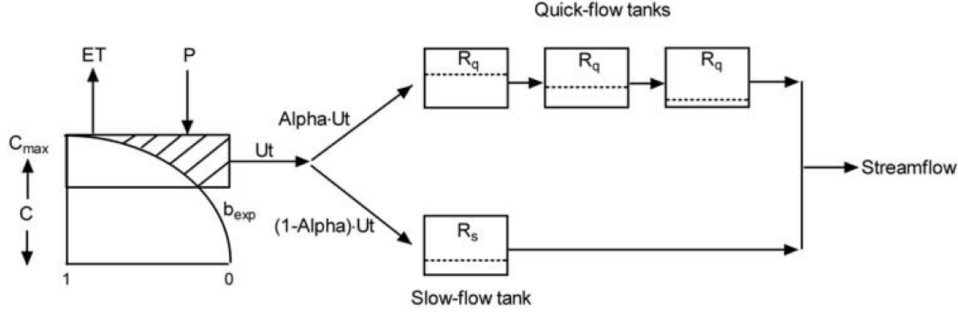 Quick-flow tanks
ET
P
R_q
R_q
R_q
Alpha·Ut
C_max
Ut
Streamflow
C
b_exp
(1-Alpha)·Ut
R_s
1
0
Slow-flow tank